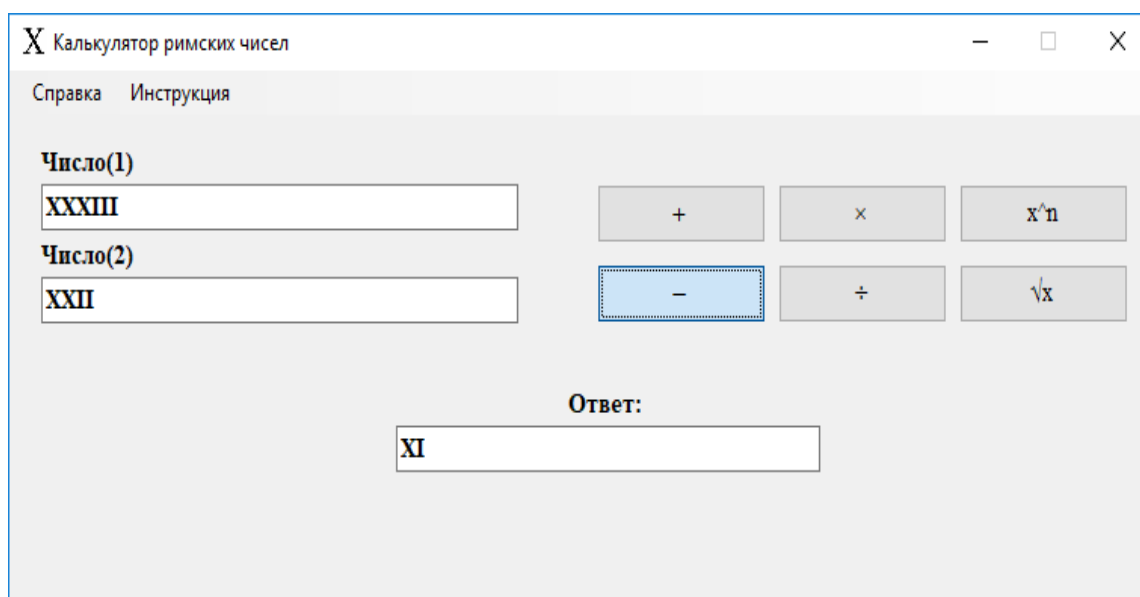 X Калькулятор римских чисел
Справка Инструкция
Число(1)
XXXIII
+ × x^n
Число(2)
XXII
− ÷ √x
Ответ:
XI